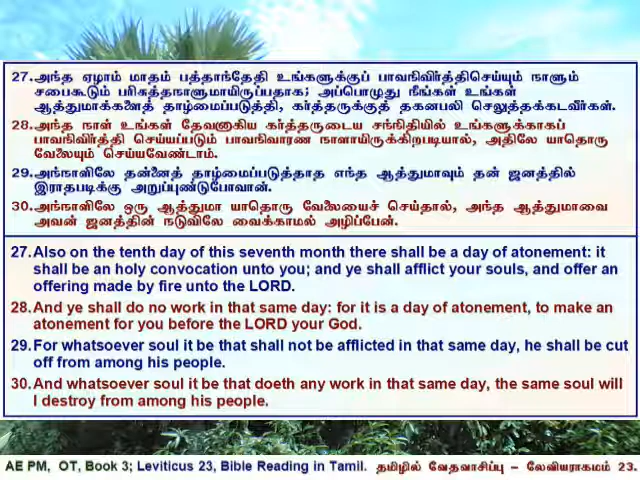 27.அந்த ஏழாம் மாதம் பத்தாந்தேதி உங்களுக்குப் பாவநிவிர்த்திசெய்யும் நாளும்
சபைகூடும் பரிசுத்தநாளுமாயிருப்பதாக; அப்பொழுது நீங்கள் உங்கள்
ஆத்துமாக்களைத் தாழ்மைப்படுத்தி, கர்த்தருக்குத் தகனபலி செலுத்தக்கடவீர்கள்.
28.அந்த நாள் உங்கள் தேவனாகிய கர்த்தருடைய சந்நிதியில் உங்களுக்காகப்
பாவநிவிர்த்தி செய்யப்படும் பாவநிவாரண நாளாயிருக்கிறபடியால், அதிலே யாதொரு
வேலையும் செய்யவேண்டாம்.
29.அந்நாளிலே தன்னைத் தாழ்மைப்படுத்தாத எந்த ஆத்துமாவும் தன் ஜனத்தில்
இராதபடிக்கு அறுப்புண்டுபோவான்.
30.அந்நாளிலே ஒரு ஆத்துமா யாதொரு வேலையைச் செய்தால், அந்த ஆத்துமாவை
அவன் ஜனத்தின் நடுவிலே வைக்காமல் அழிப்பேன்.
27.Also on the tenth day of this seventh month there shall be a day of atonement: it
shall be an holy convocation unto you; and ye shall afflict your souls, and offer an
offering made by fire unto the LORD.
28.And ye shall do no work in that same day: for it is a day of atonement, to make an
atonement for you before the LORD your God.
29.For whatsoever soul it be that shall not be afflicted in that same day, he shall be cut
off from among his people.
30.And whatsoever soul it be that doeth any work in that same day, the same soul will
I destroy from among his people.
AE PM, OT, Book 3; Leviticus 23, Bible Reading in Tamil. தமிழில் வேதவாசிப்பு – லேவியராகமம் 23.